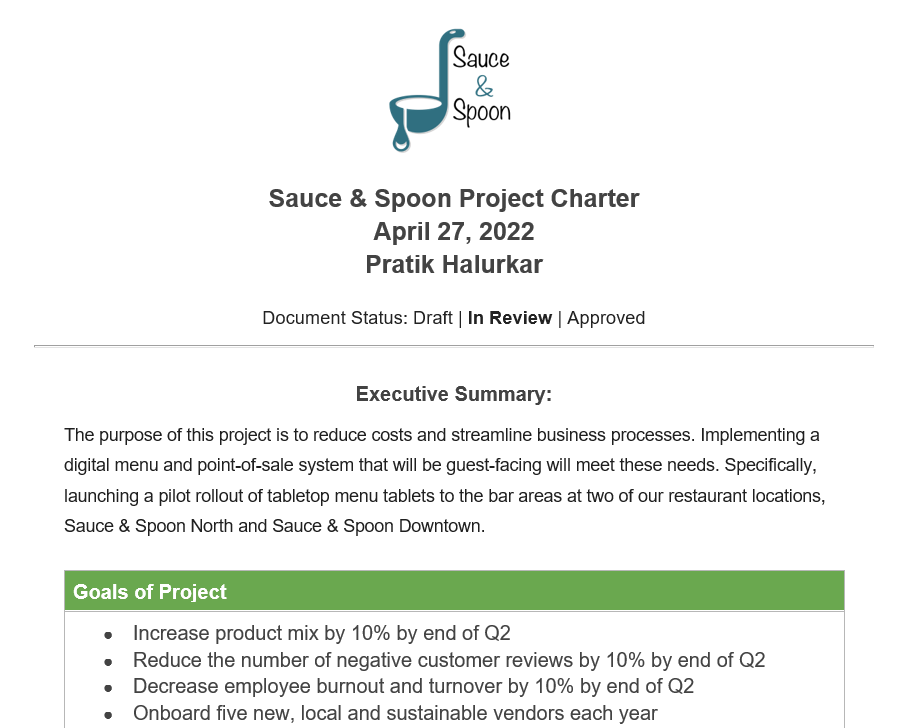 Sauce
&
Spoon
Sauce & Spoon Project Charter
April 27, 2022
Pratik Halurkar
Document Status: Draft | In Review | Approved
Executive Summary:
The purpose of this project is to reduce costs and streamline business processes. Implementing a
digital menu and point-of-sale system that will be guest-facing will meet these needs. Specifically,
launching a pilot rollout of tabletop menu tablets to the bar areas at two of our restaurant locations,
Sauce & Spoon North and Sauce & Spoon Downtown.
Goals of Project
• Increase product mix by 10% by end of Q2
• Reduce the number of negative customer reviews by 10% by end of Q2
• Decrease employee burnout and turnover by 10% by end of Q2
• Onboard five new, local and sustainable vendors each year